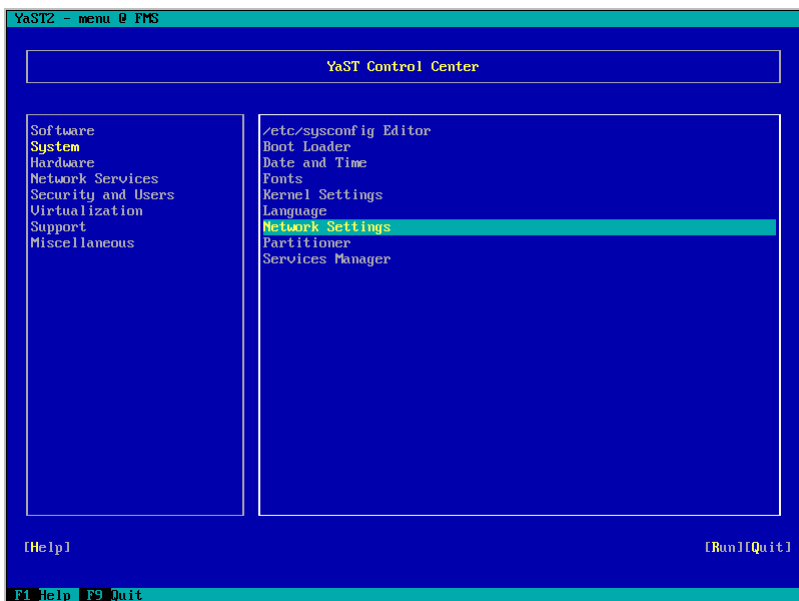 YaST2 - menu @ FMS
YaST Control Center
Software
System
Hardware
Network Services
Security and Users
Virtualization
Support
Miscellaneous
/etc/sysconfig Editor
Boot Loader
Date and Time
Fonts
Kernel Settings
Language
Network Settings
Partitioner
Services Manager
[Help] [Run][Quit]
F1 Help F9 Quit